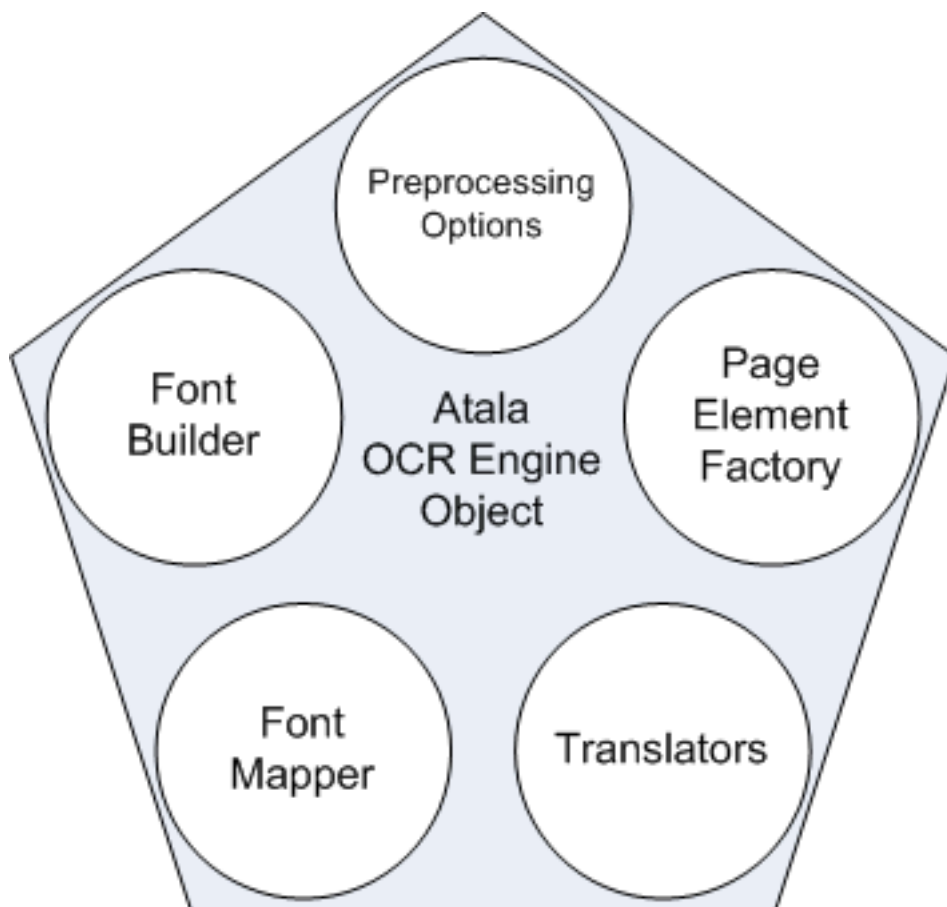 Preprocessing
Options
Font
Builder
Atala
OCR Engine
Object
Page
Element
Factory
Font
Mapper
Translators